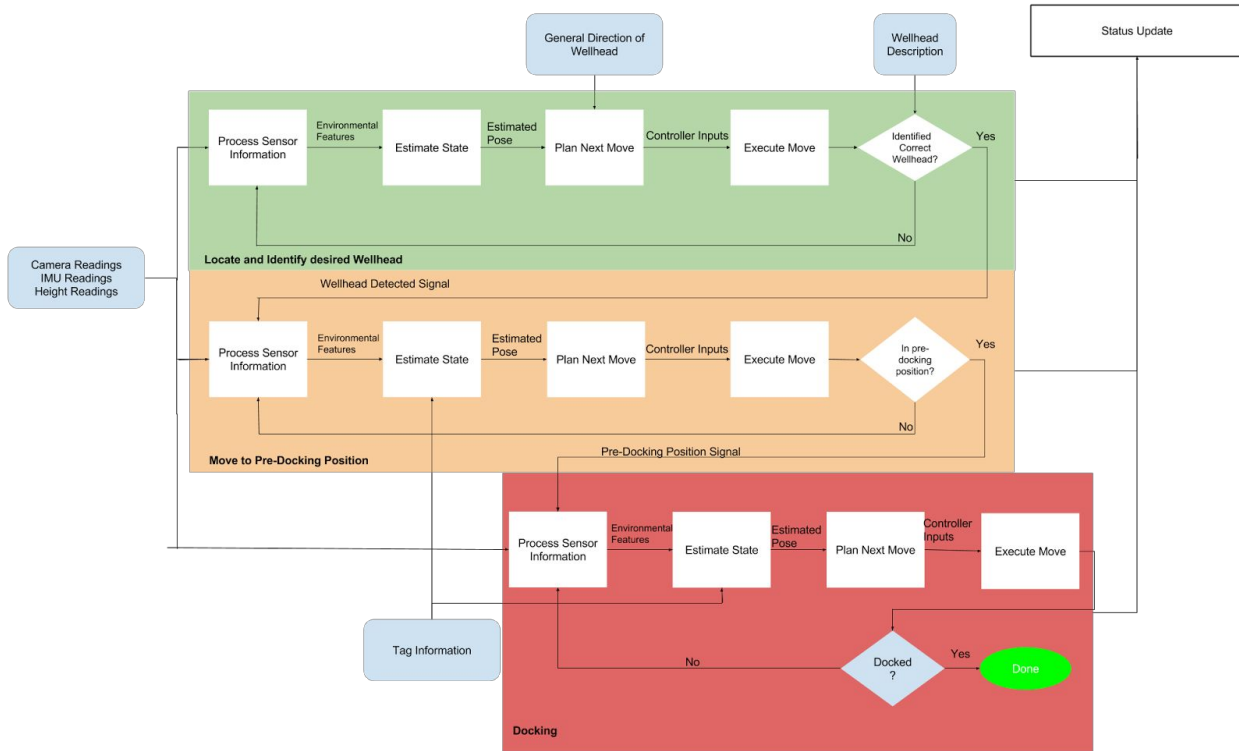 General Direction of
Wellhead
Wellhead
Description
Status Update
Process Sensor
Information
Environmental
Features
Estimate State
Estimated
Pose
Plan Next Move
Controller Inputs
Execute Move
Identified
Correct
Wellhead?
Yes
No
Locate and Identify desired Wellhead
Camera Readings
IMU Readings
Height Readings
Wellhead Detected Signal
Process Sensor
Information
Environmental
Features
Estimate State
Estimated
Pose
Plan Next Move
Controller Inputs
Execute Move
In pre-
docking
position?
Yes
No
Move to Pre-Docking Position
Pre-Docking Position Signal
Process Sensor
Information
Environmental
Features
Estimate State
Estimated
Pose
Plan Next Move
Controller
Inputs
Execute Move
Tag Information
No
Docked
?
Yes
Done
Docking